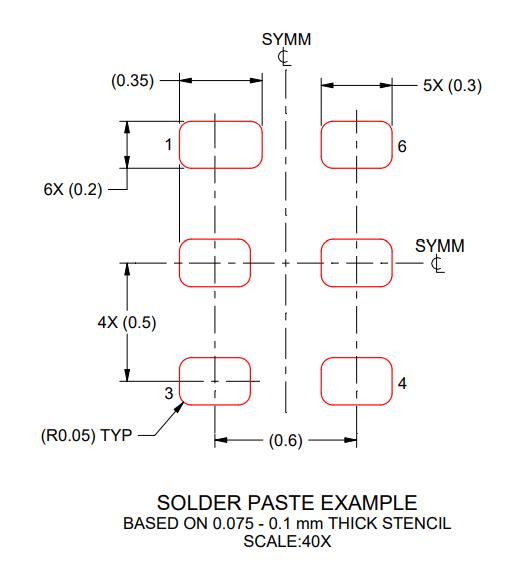 SYMM
℄
(0.35)
5X (0.3)
1
6
6X (0.2)
SYMM
℄
4X (0.5)
3
4
(R0.05) TYP
(0.6)
SOLDER PASTE EXAMPLE
BASED ON 0.075 - 0.1 mm THICK STENCIL
SCALE:40X